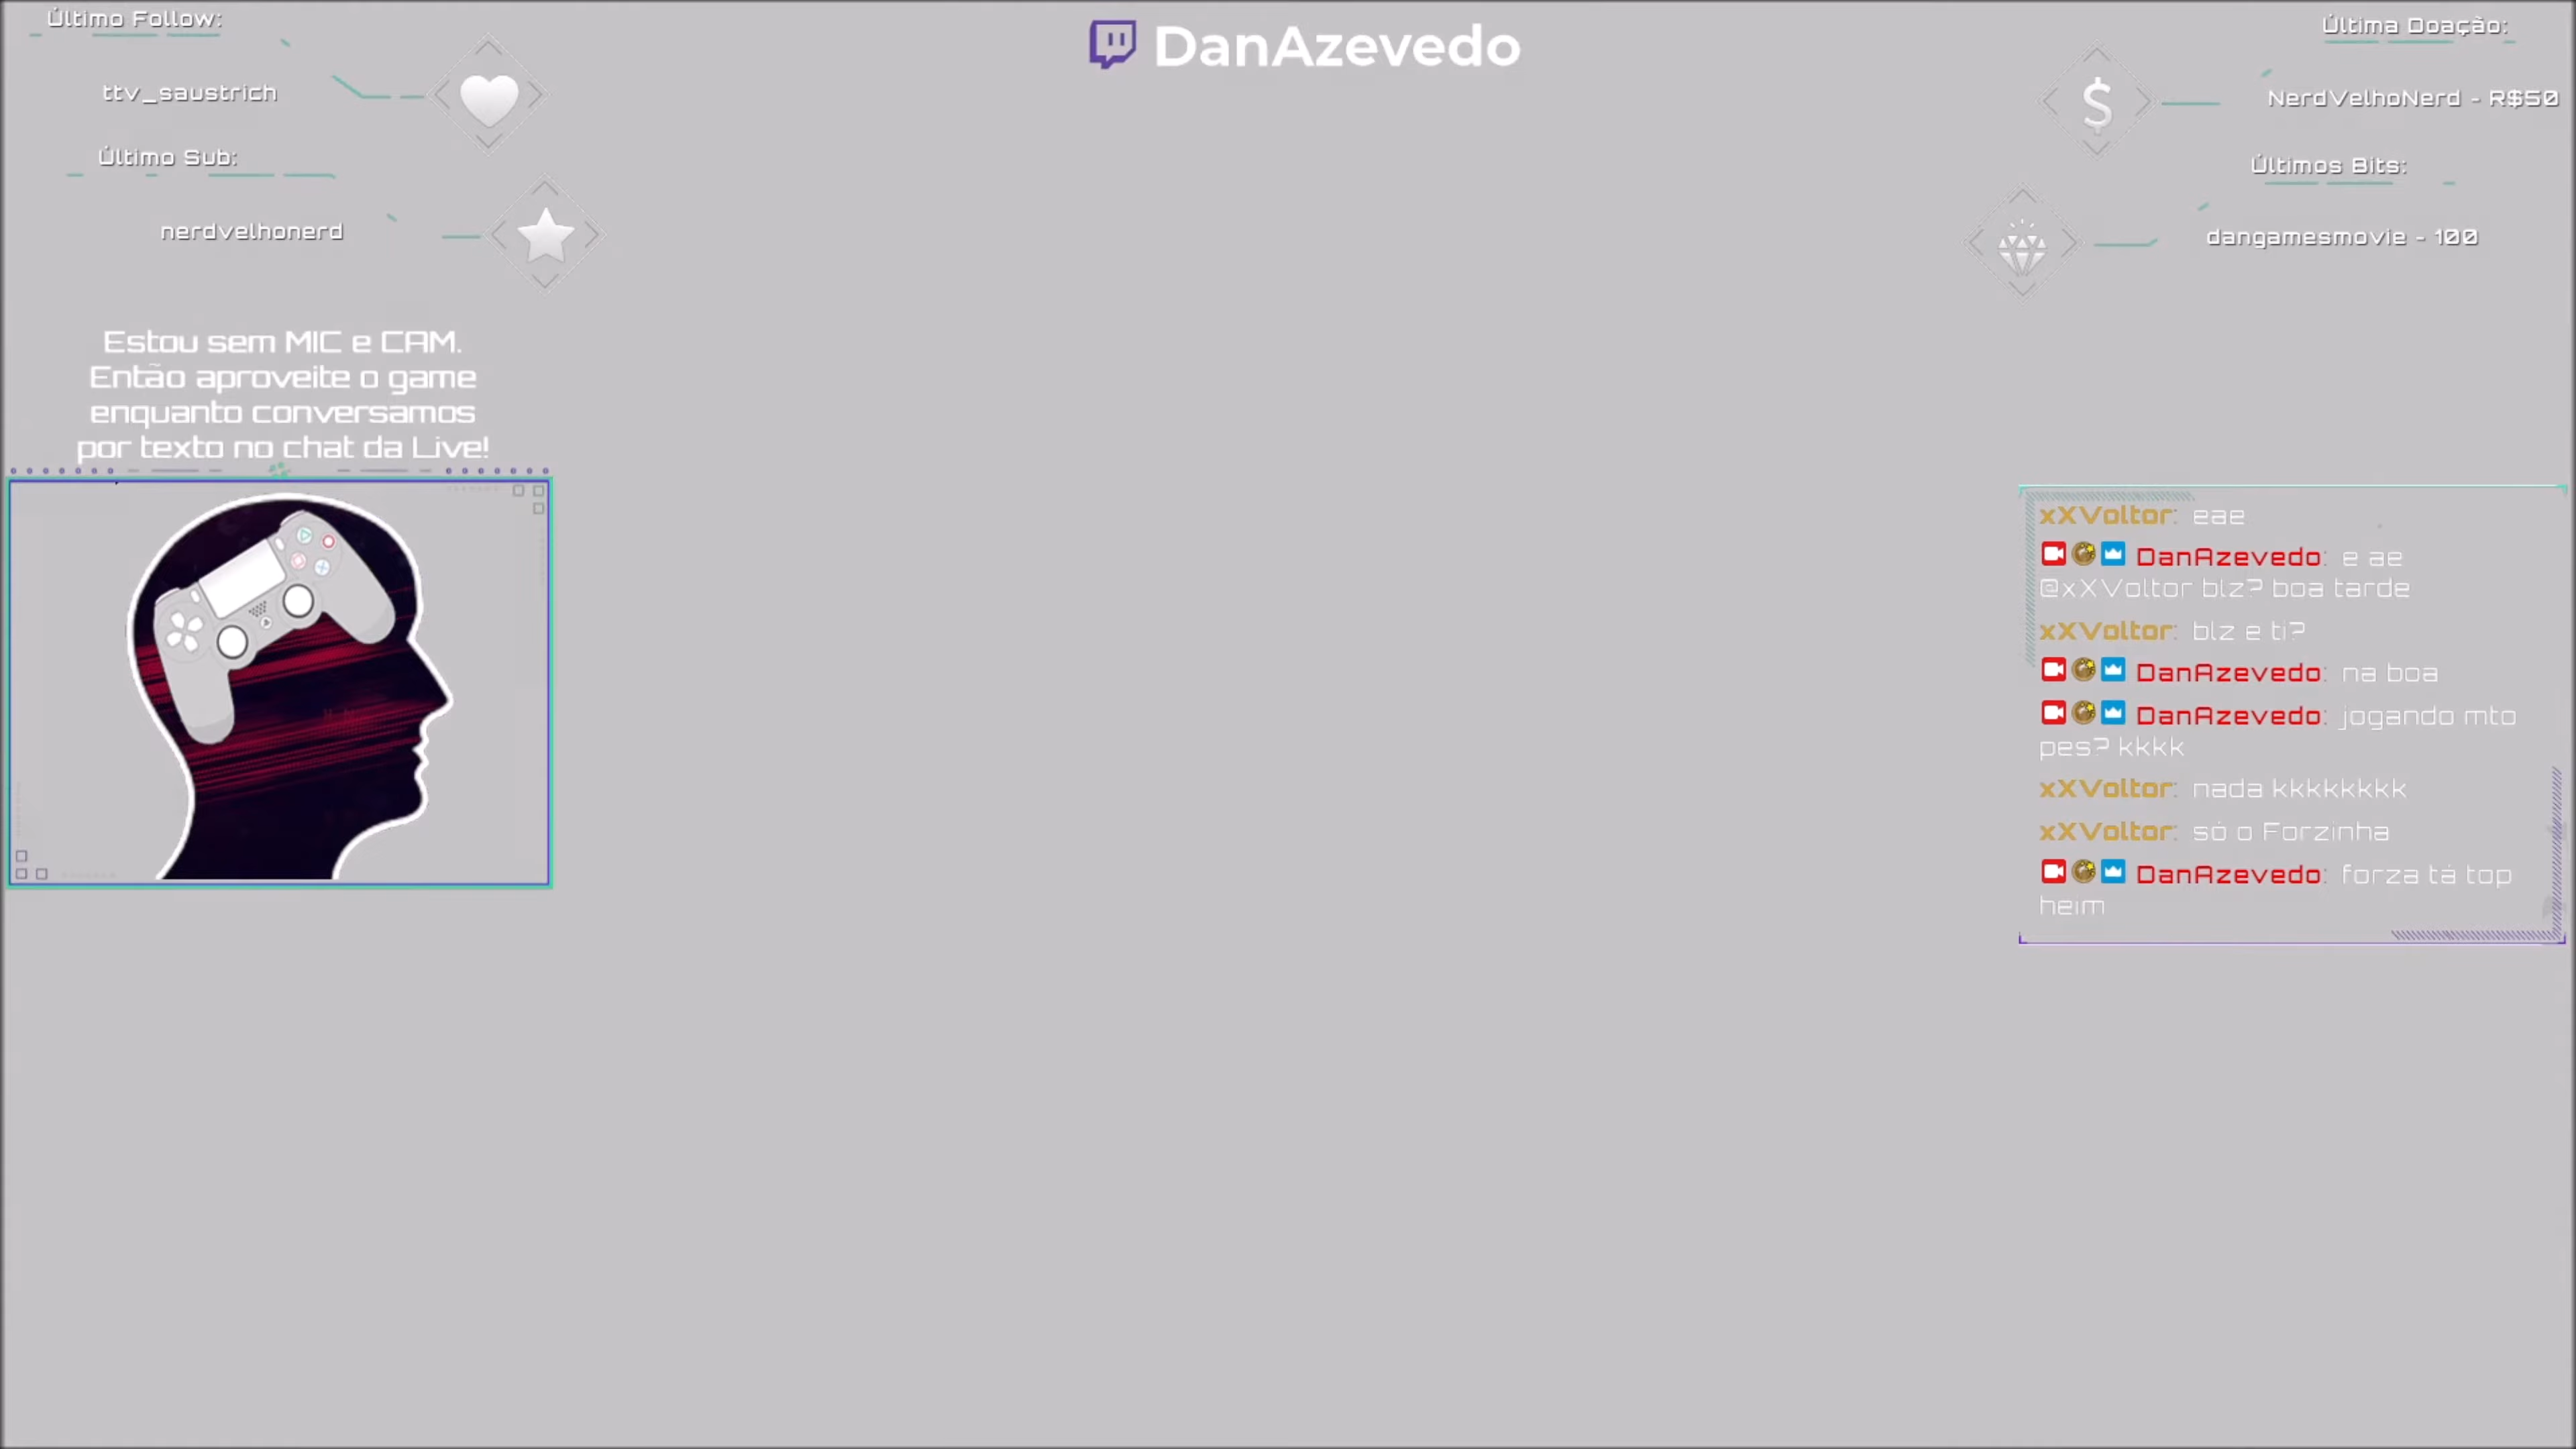 Último Follow:
ttv_saustrich
Último Sub:
nerdvelhonerd
DanAzevedo
Última Doação:
NerdVelhoNerd - R$50
Últimos Bits:
dangamesmovie - 100
Estou sem MIC e CAM.
Então aproveite o game
enquanto conversamos
por texto no chat da Live!
xXVoltor: eae
DanAzevedo: e ae
@xXVoltor blz? boa tarde
xXVoltor: blz e ti?
DanAzevedo: na boa
DanAzevedo: jogando mto
pes? kkkk
xXVoltor: nada kkkkkkkkk
xXVoltor: só o Forzinha
DanAzevedo: forza tá top
heim